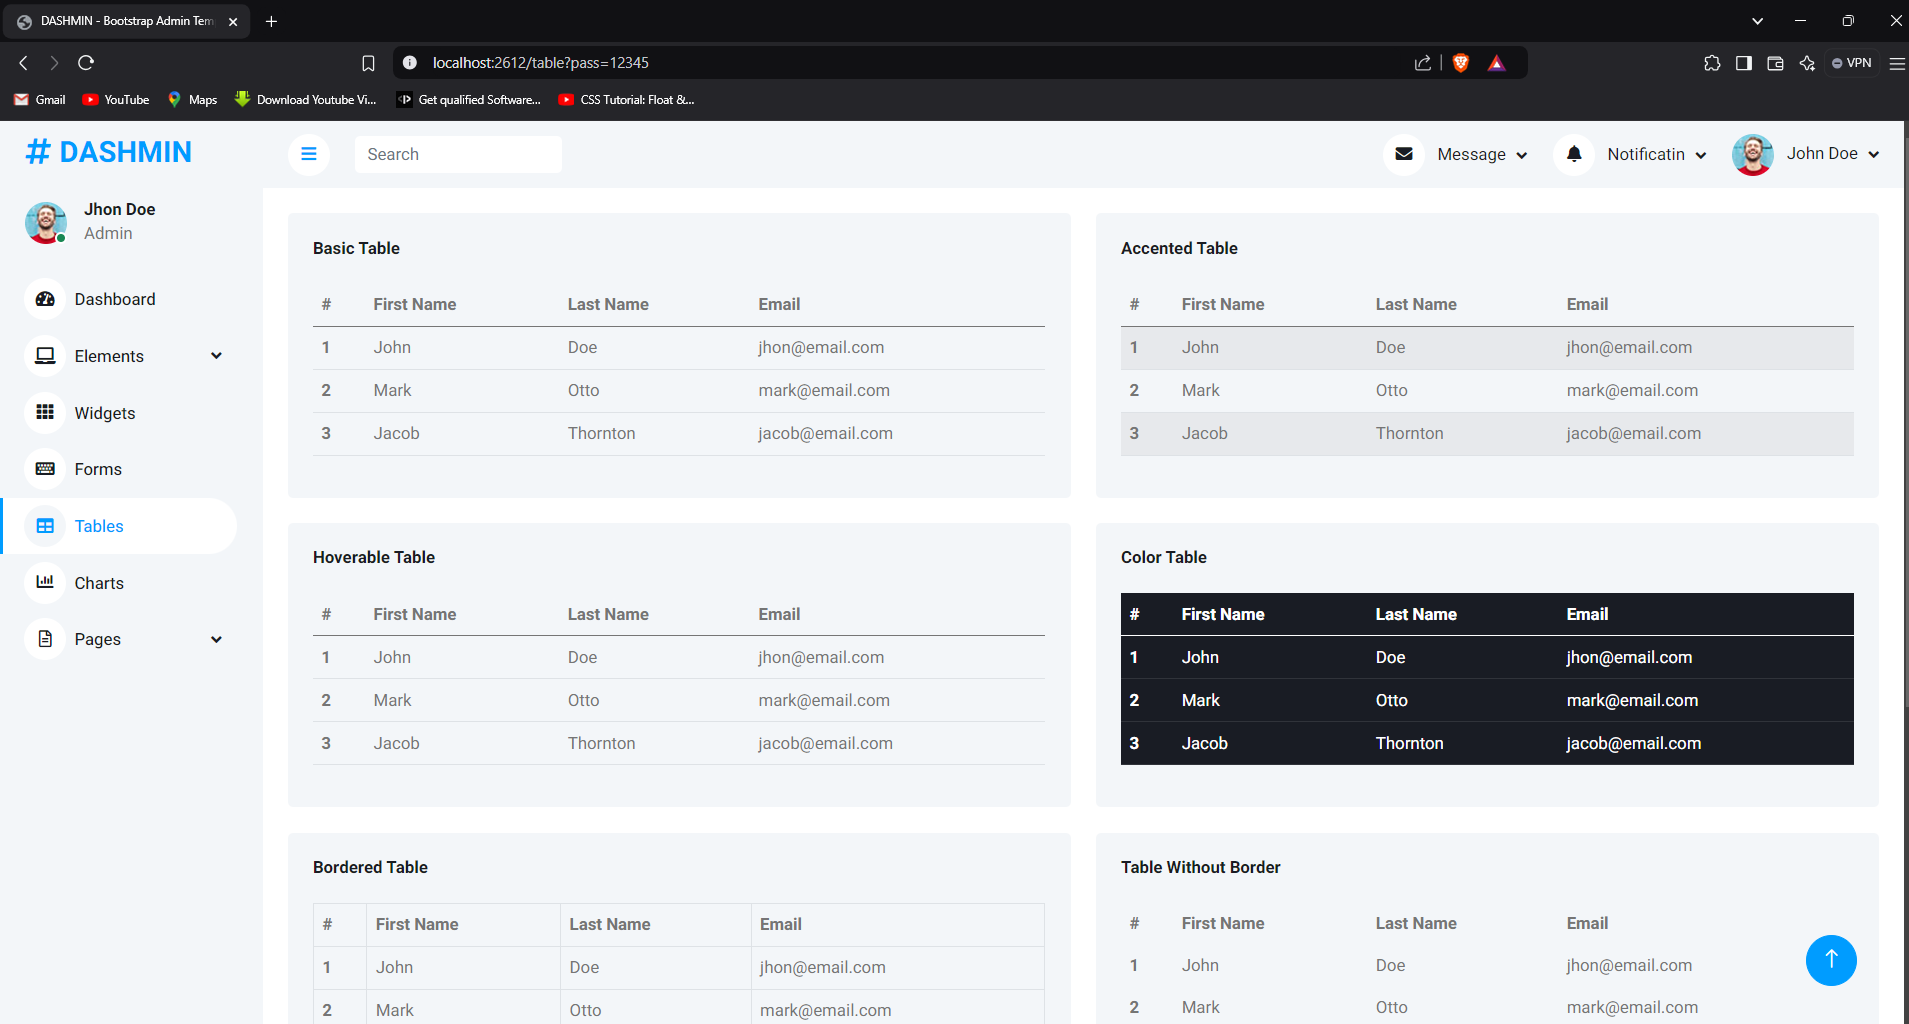 DASHMIN - Bootstrap Admin Tem
localhost:2612/table?pass=12345
VPN
Gmail YouTube Maps Download Youtube Vi... Get qualified Software... CSS Tutorial: Float &...
# DASHMIN
Search
Message
Notificatin
John Doe
Jhon Doe
Admin
Dashboard
Elements
Widgets
Forms
Tables
Charts
Pages
Basic Table
# First Name Last Name Email
1 John Doe jhon@email.com
2 Mark Otto mark@email.com
3 Jacob Thornton jacob@email.com
Accented Table
# First Name Last Name Email
1 John Doe jhon@email.com
2 Mark Otto mark@email.com
3 Jacob Thornton jacob@email.com
Hoverable Table
# First Name Last Name Email
1 John Doe jhon@email.com
2 Mark Otto mark@email.com
3 Jacob Thornton jacob@email.com
Color Table
# First Name Last Name Email
1 John Doe jhon@email.com
2 Mark Otto mark@email.com
3 Jacob Thornton jacob@email.com
Bordered Table
# First Name Last Name Email
1 John Doe jhon@email.com
2 Mark Otto mark@email.com
Table Without Border
# First Name Last Name Email
1 John Doe jhon@email.com
2 Mark Otto mark@email.com